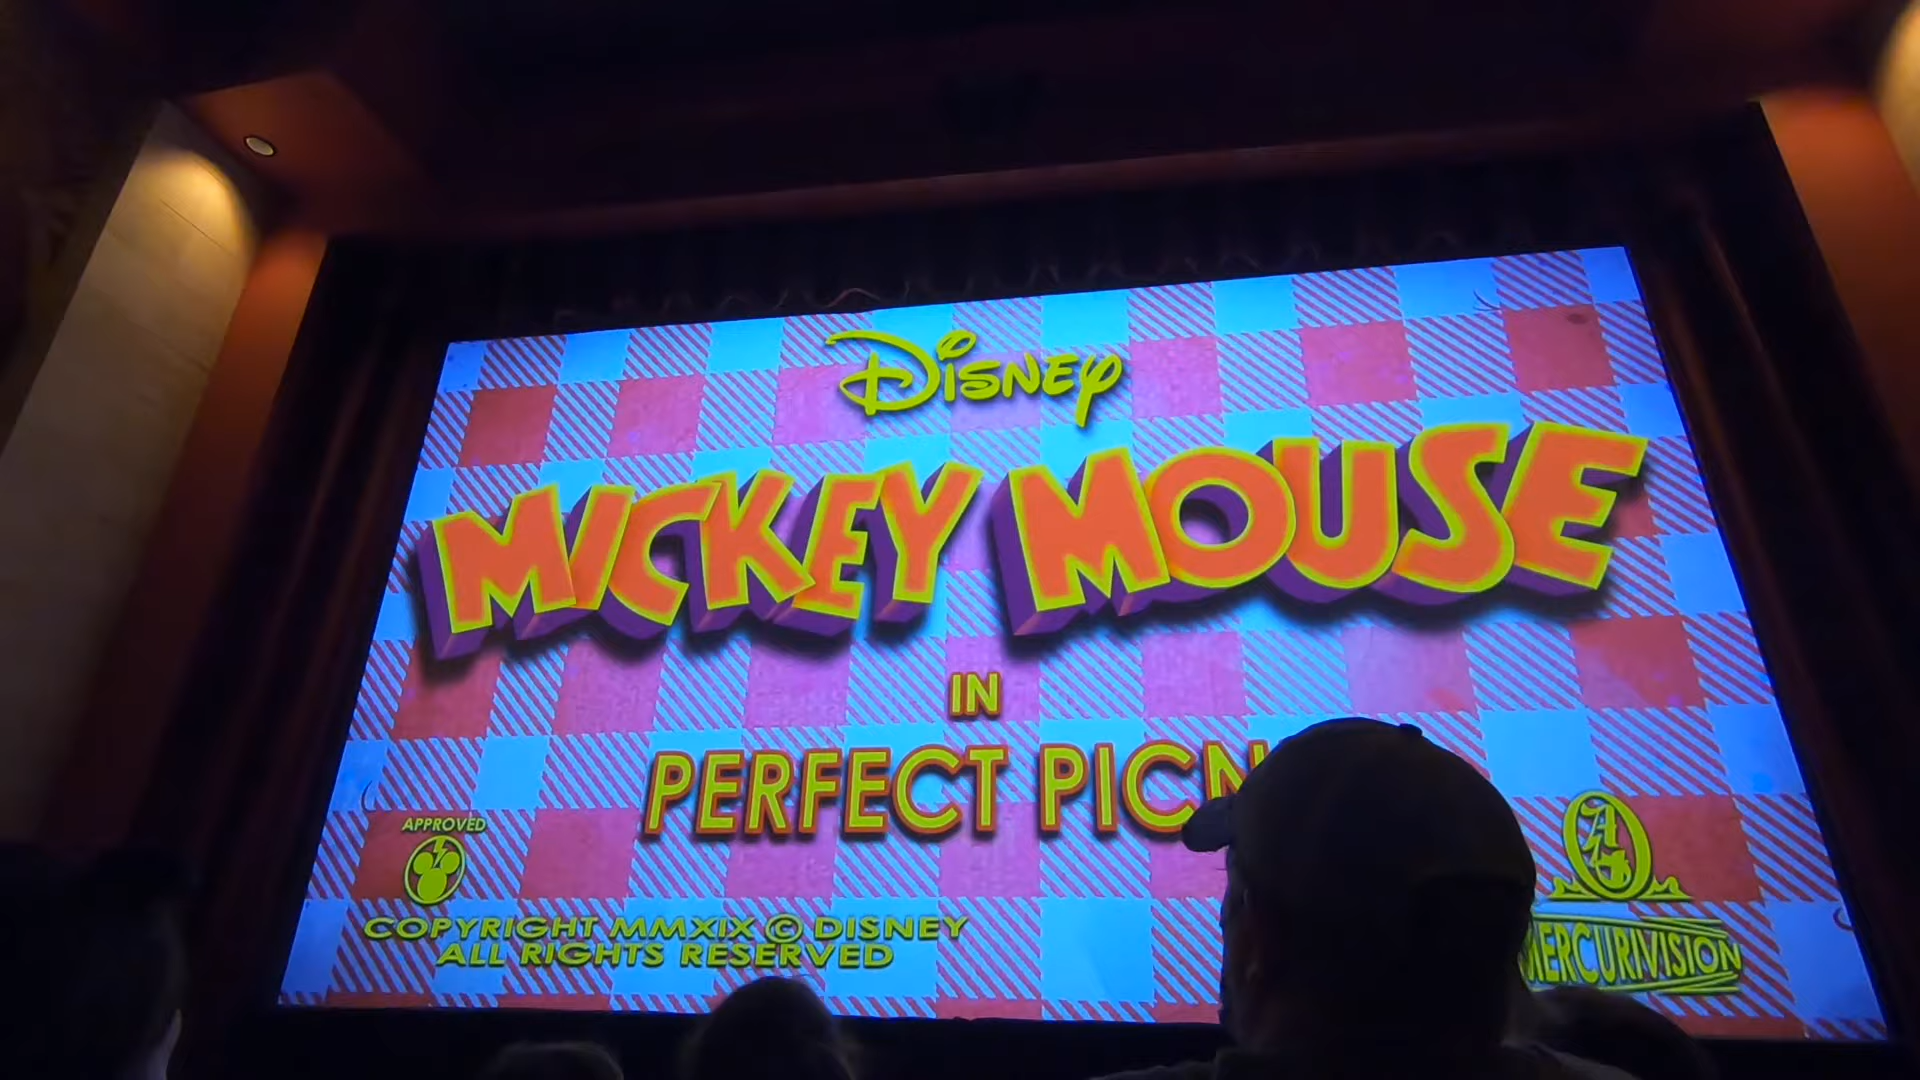 Disney
MICKEY MOUSE
IN
PERFECT PICN
APPROVED
COPYRIGHT MMXIX © DISNEY
ALL RIGHTS RESERVED
MERCURIVISION